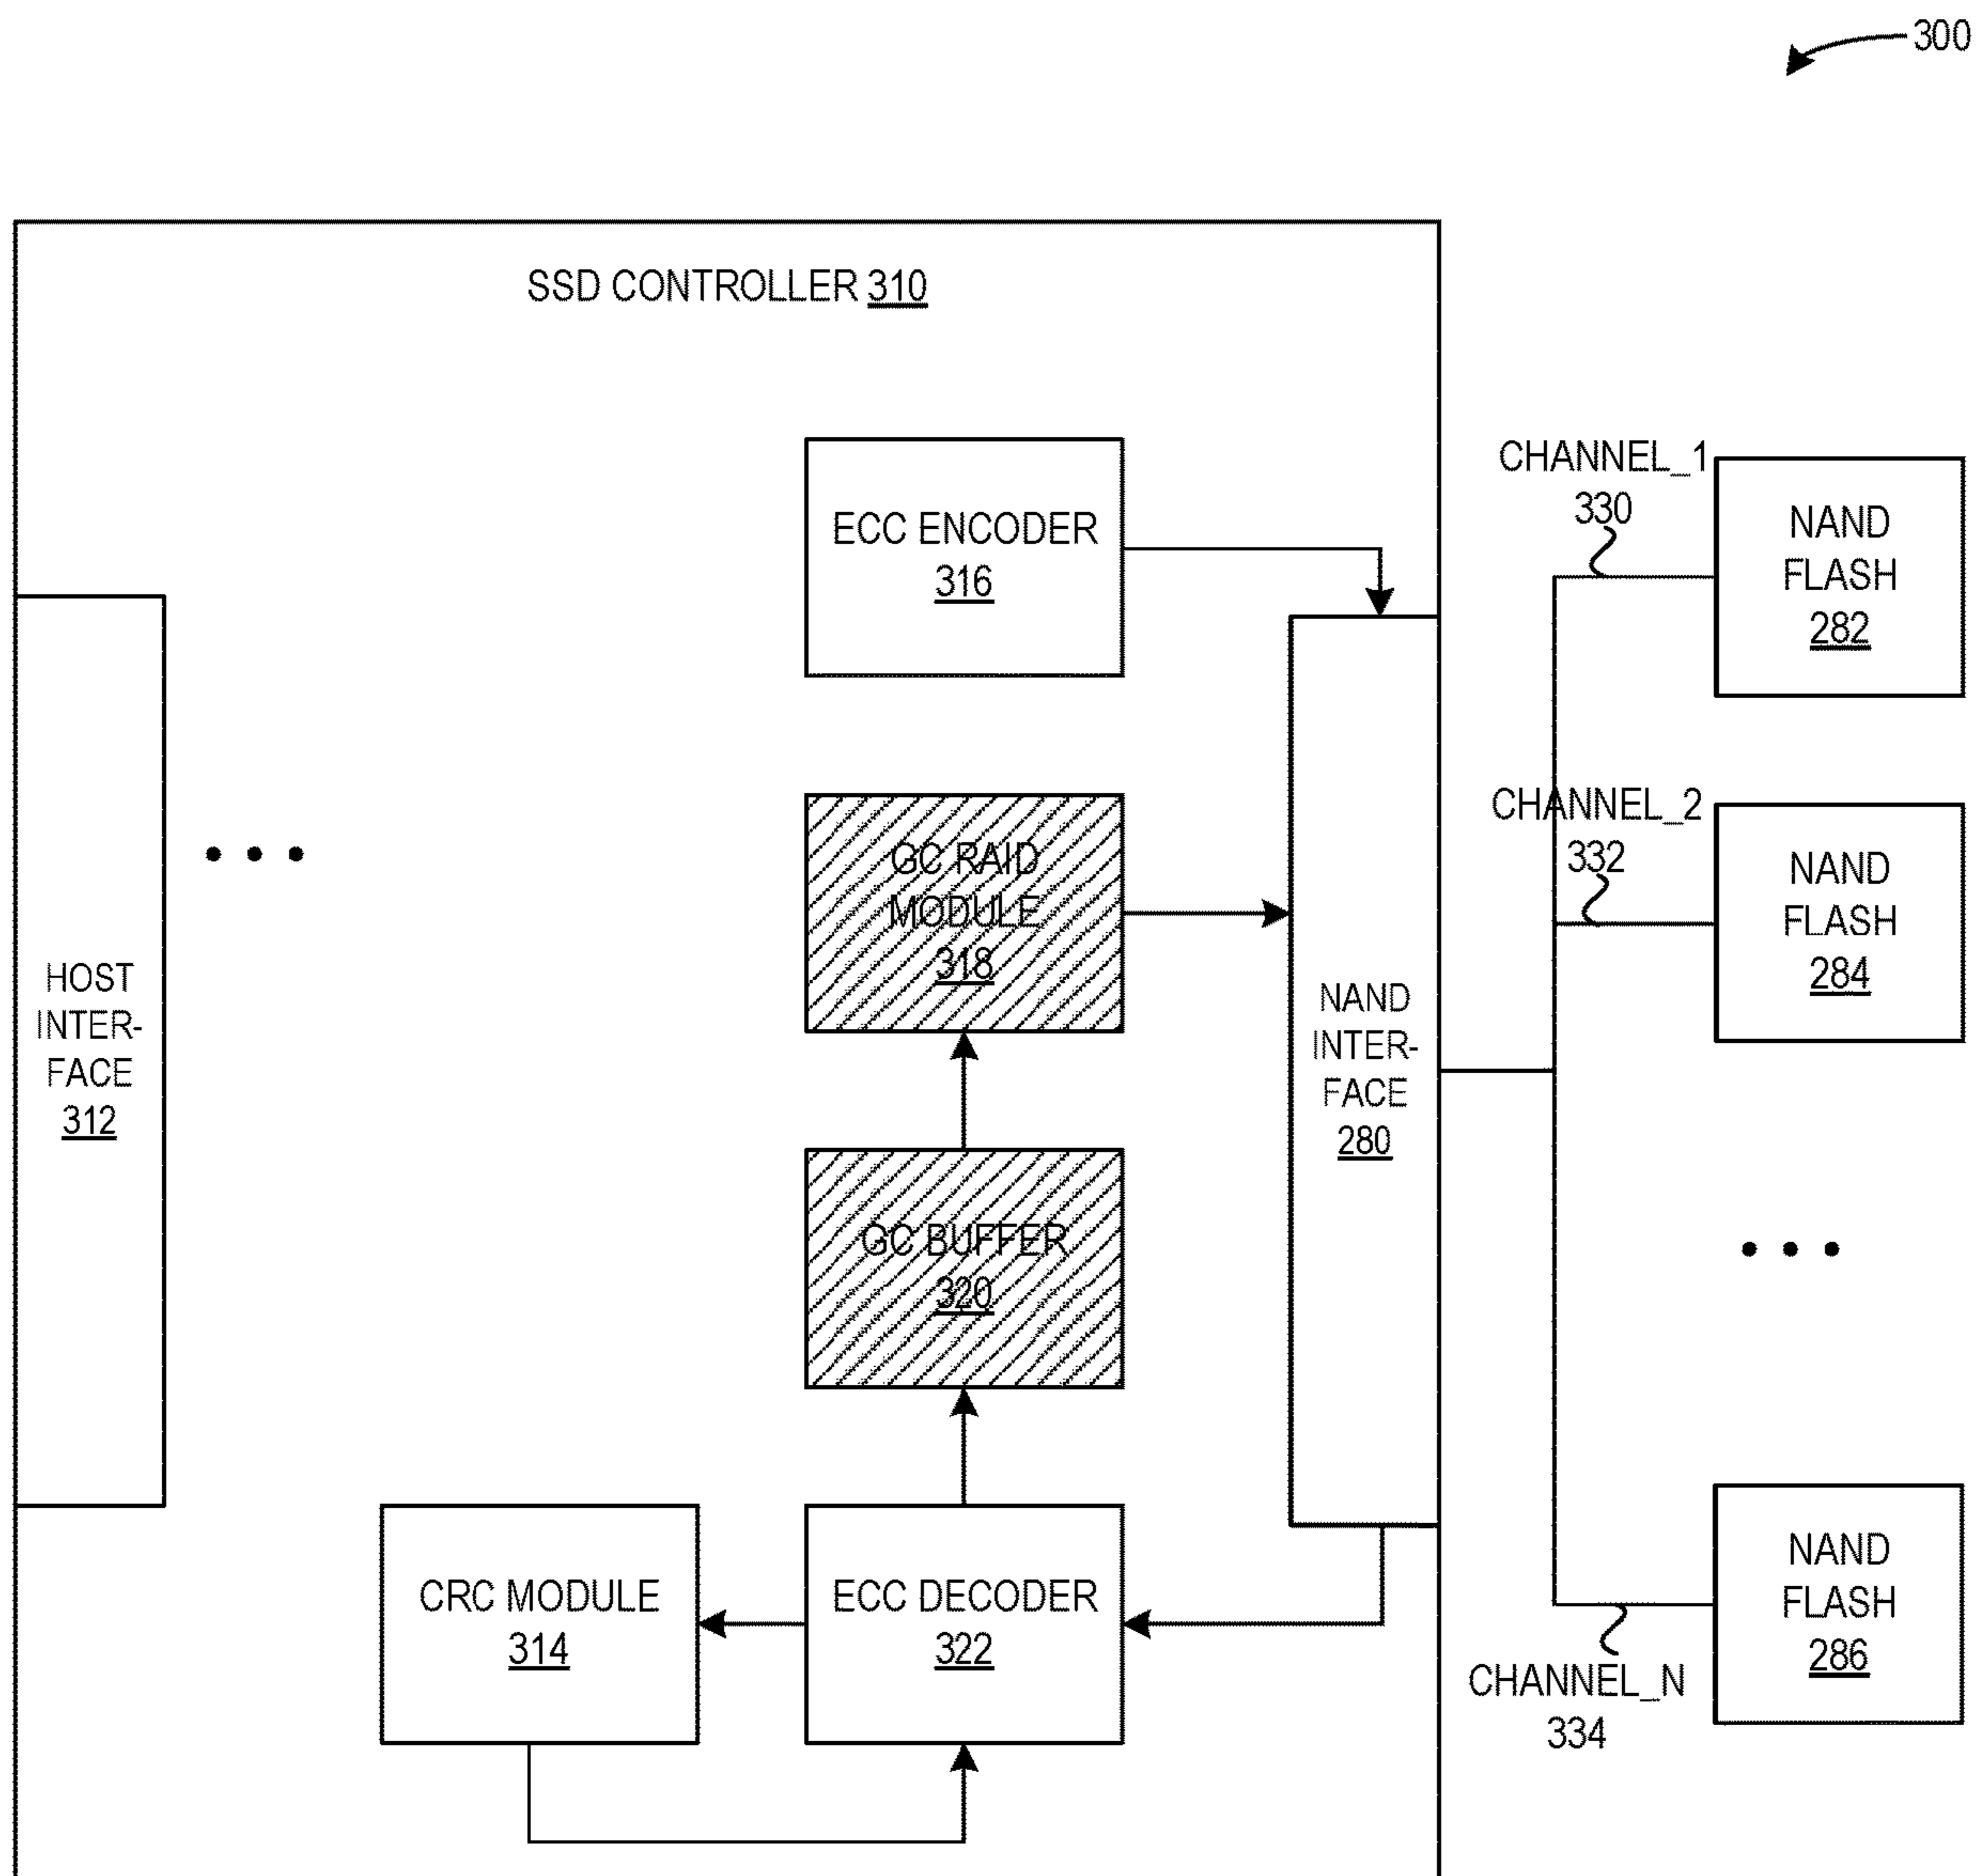 300
SSD CONTROLLER 310
ECC ENCODER
316
CHANNEL_1
330
NAND
FLASH
282
GC RAID
MODULE
318
CHANNEL_2
332
NAND
FLASH
284
HOST
INTER-
FACE
312
NAND
INTER-
FACE
280
GC BUFFER
320
CRC MODULE
314
ECC DECODER
322
NAND
FLASH
286
CHANNEL_N
334